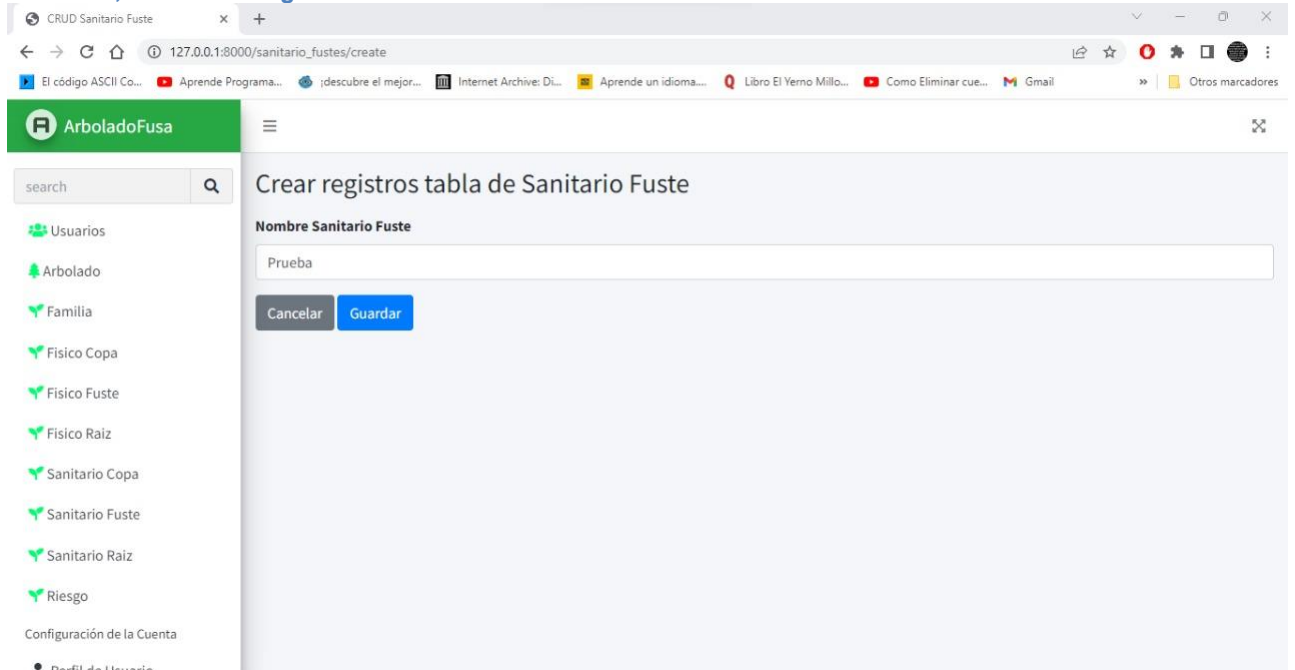 CRUD Sanitario Fuste
127.0.0.1:8000/sanitario_fustes/create
El código ASCII Co...
Aprende Programa...
¡descubre el mejor...
Internet Archive: Di...
Aprende un idioma....
Libro El Yerno Millo...
Como Eliminar cue...
Gmail
»
Otros marcadores
ArboladoFusa
search
Usuarios
Arbolado
Familia
Fisico Copa
Fisico Fuste
Fisico Raiz
Sanitario Copa
Sanitario Fuste
Sanitario Raiz
Riesgo
Configuración de la Cuenta
Perfil de Usuario
Crear registros tabla de Sanitario Fuste
Nombre Sanitario Fuste
Prueba
Cancelar
Guardar